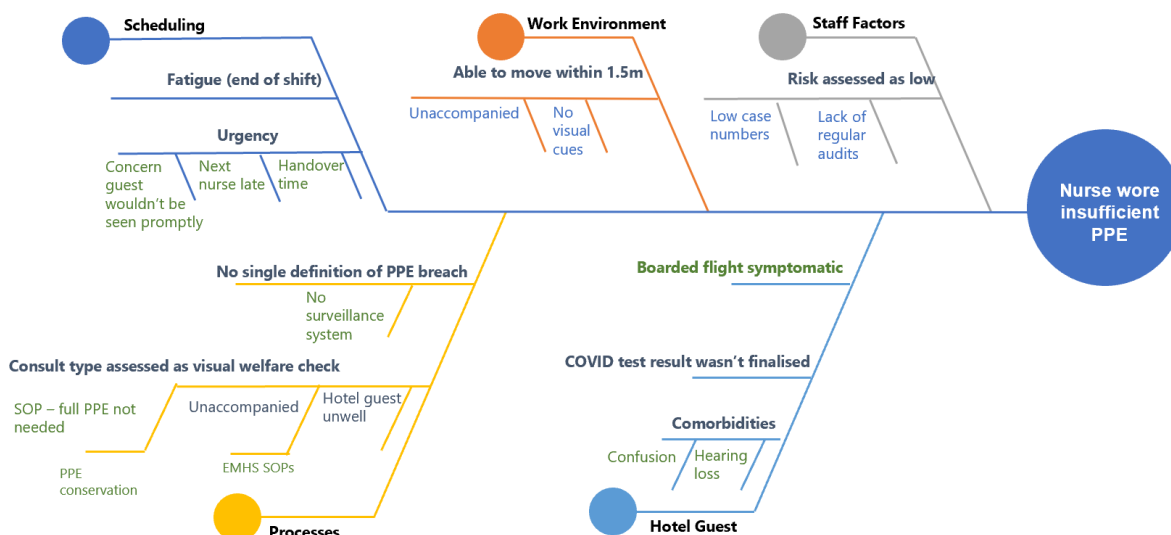 Scheduling
Work Environment
Staff Factors
Fatigue (end of shift)
Able to move within 1.5m
Risk assessed as low
Unaccompanied
No
visual
cues
Low case
numbers
Lack of
regular
audits
Urgency
Concern
guest
wouldn't be
seen promptly
Next
nurse late
Handover
time
Nurse wore
insufficient
PPE
No single definition of PPE breach
No
surveillance
system
Boarded flight symptomatic
Consult type assessed as visual welfare check
SOP – full PPE not
needed
Unaccompanied
Hotel guest
unwell
PPE
conservation
EMHS SOPs
COVID test result wasn't finalised
Comorbidities
Confusion
Hearing
loss
Processes
Hotel Guest